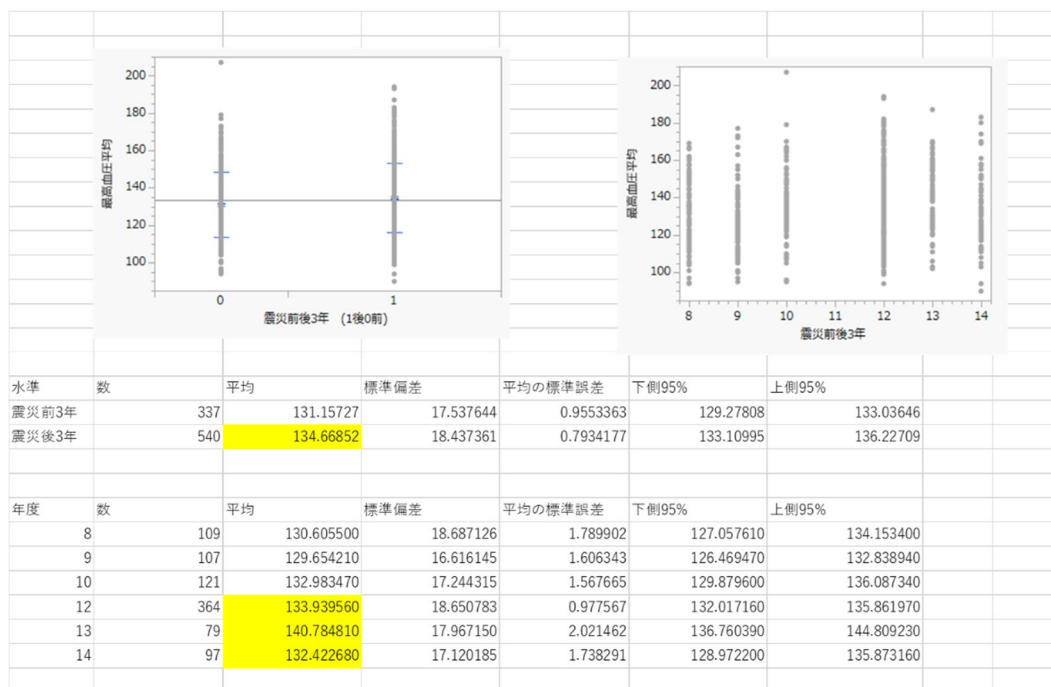 200
180
160
140
120
100
最高血圧平均
0 1
震災前後3年 (1後0前)
200
180
160
140
120
100
最高血圧平均
8 9 10 11 12 13 14
震災前後3年
水準 数 平均 標準偏差 平均の標準誤差 下側95% 上側95%
震災前3年 337 131.15727 17.537644 0.9553363 129.27808 133.03646
震災後3年 540 134.66852 18.437361 0.7934177 133.10995 136.22709
年度 数 平均 標準偏差 平均の標準誤差 下側95% 上側95%
8 109 130.605500 18.687126 1.789902 127.057610 134.153400
9 107 129.654210 16.616145 1.606343 126.469470 132.838940
10 121 132.983470 17.244315 1.567665 129.879600 136.087340
12 364 133.939560 18.650783 0.977567 132.017160 135.861970
13 79 140.784810 17.967150 2.021462 136.760390 144.809230
14 97 132.422680 17.120185 1.738291 128.972200 135.873160